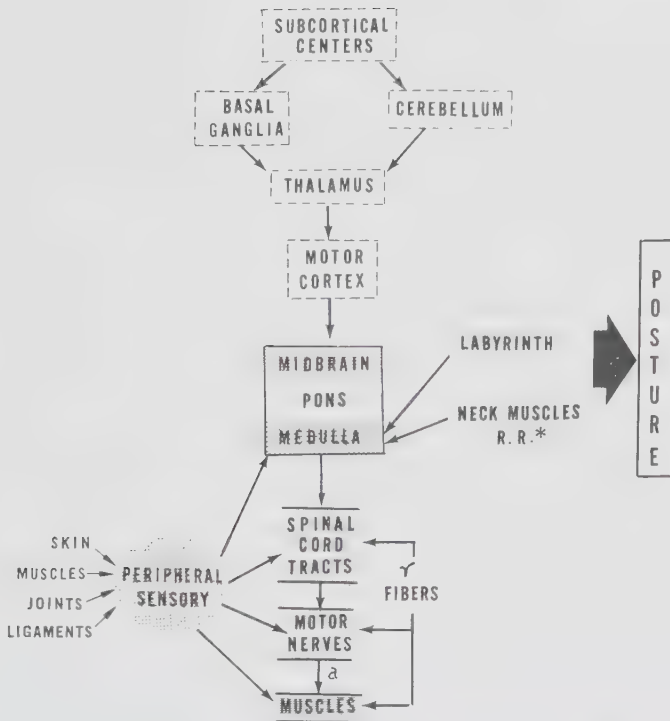 SUBCORTICAL
CENTERS
BASAL
GANGLIA
CEREBELLUM
THALAMUS
MOTOR
CORTEX
MIDBRAIN
PONS
MEDULLA
LABYRINTH
NECK MUSCLES
R.R.*
POSTURE
SPINAL
CORD
TRACTS
SKIN
MUSCLES
JOINTS
LIGAMENTS
PERIPHERAL
SENSORY
γ
FIBERS
MOTOR
NERVES
a
MUSCLES